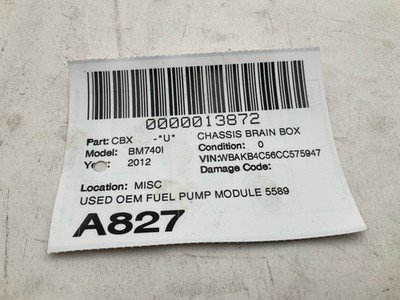 0000013872
Part: CBX -*U* CHASSIS BRAIN BOX
Model: BM740I Condition: 0
Year: 2012 VIN:WBAKB4C56CC575947
Damage Code:
Location: MISC
USED OEM FUEL PUMP MODULE 5589
A827